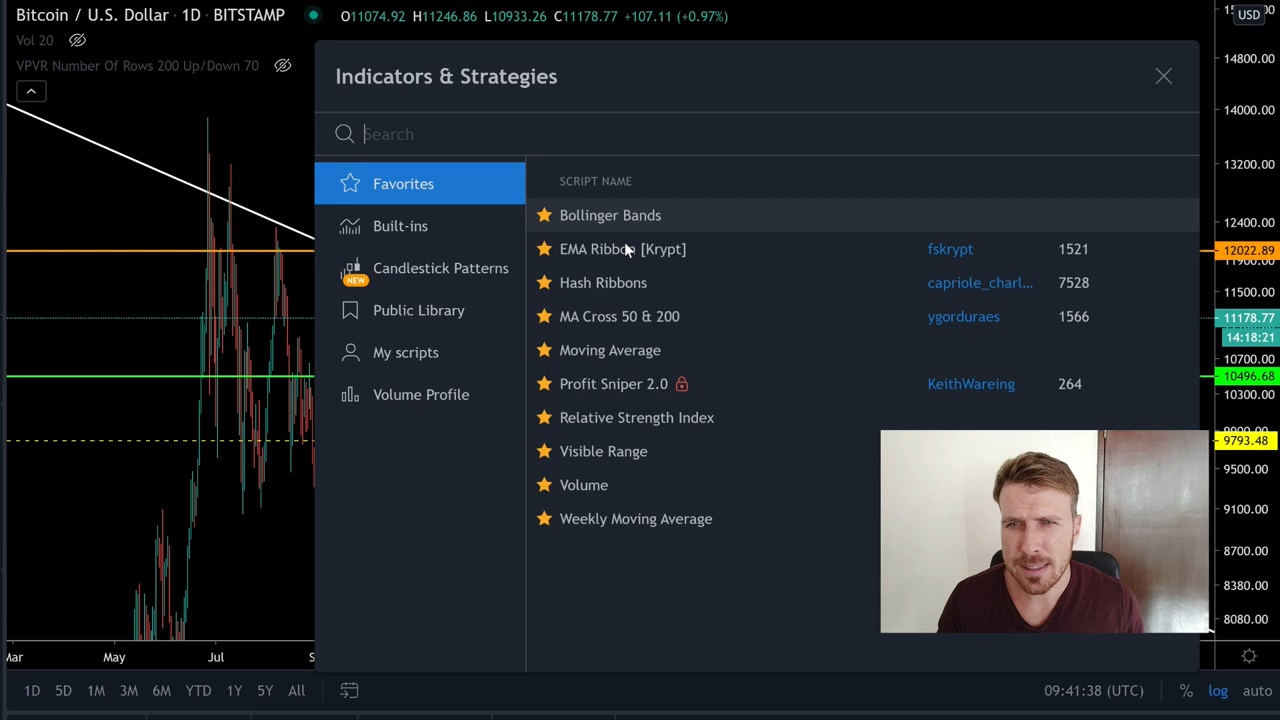 Bitcoin / U.S. Dollar · 1D · BITSTAMP
O11074.92 H11246.86 L10933.26 C11178.77 +107.11 (+0.97%)
USD
Vol 20
VPVR Number Of Rows 200 Up/Down 70
Indicators & Strategies
Search
Favorites
Built-ins
Candlestick Patterns
NEW
Public Library
My scripts
Volume Profile
SCRIPT NAME
Bollinger Bands
EMA Ribbon [Krypt] fskrypt 1521
Hash Ribbons capriole_charl... 7528
MA Cross 50 & 200 ygorduraes 1566
Moving Average
Profit Sniper 2.0 KeithWareing 264
Relative Strength Index
Visible Range
Volume
Weekly Moving Average
14800.00
14000.00
13200.00
12400.00
12022.89
11900.00
11500.00
11178.77
14:18:21
10700.00
10496.68
10300.00
9793.48
9500.00
9100.00
8700.00
8380.00
8080.00
Mar May Jul S
1D 5D 1M 3M 6M YTD 1Y 5Y All
09:41:38 (UTC) % log auto